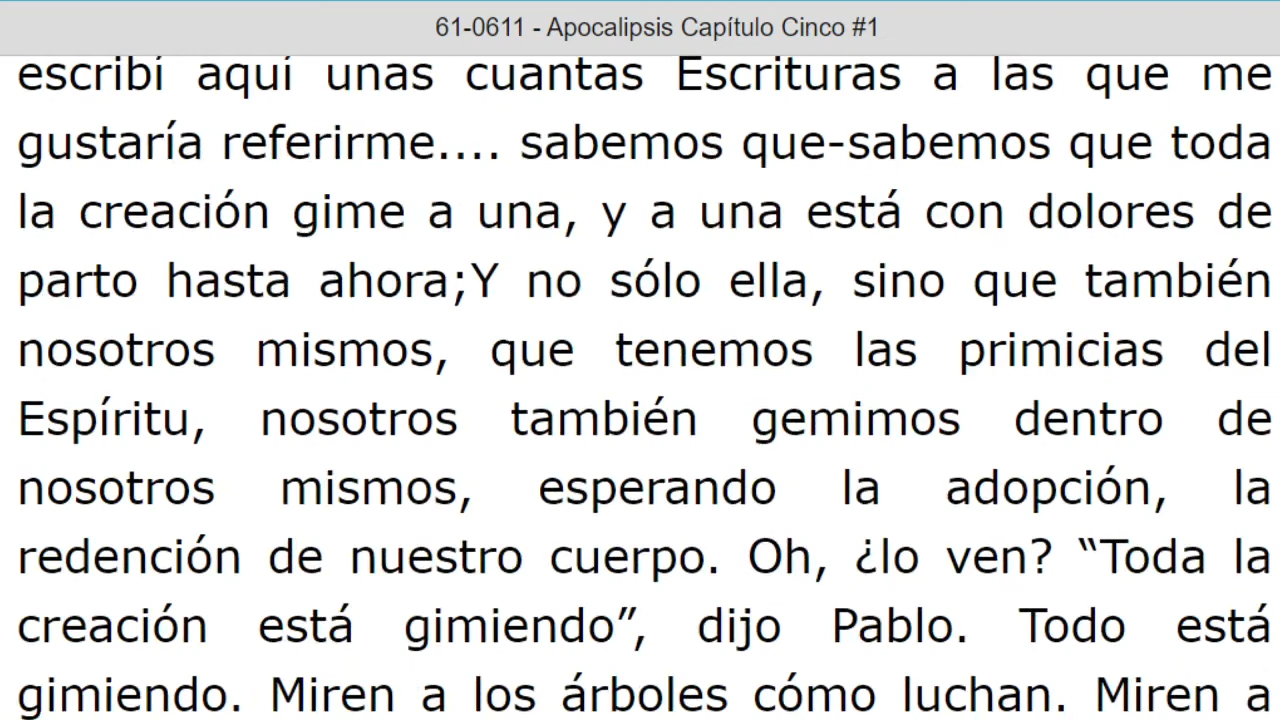 61-0611 - Apocalipsis Capítulo Cinco #1
escribí aquí unas cuantas Escrituras a las que me
gustaría referirme.... sabemos que-sabemos que toda
la creación gime a una, y a una está con dolores de
parto hasta ahora;Y no sólo ella, sino que también
nosotros mismos, que tenemos las primicias del
Espíritu, nosotros también gemimos dentro de
nosotros mismos, esperando la adopción, la
redención de nuestro cuerpo. Oh, ¿lo ven? “Toda la
creación está gimiendo”, dijo Pablo. Todo está
gimiendo. Miren a los árboles cómo luchan. Miren a